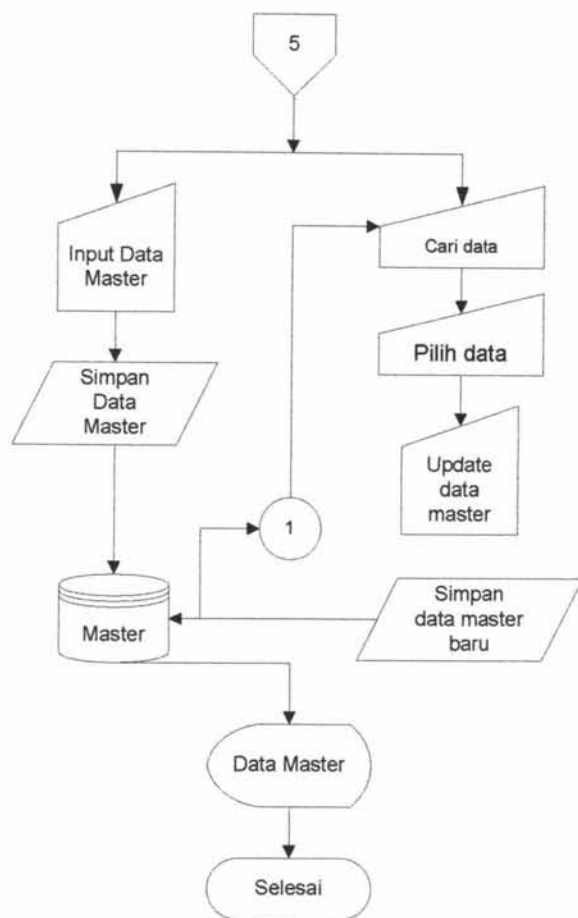 5
Input Data
Master
Cari data
Pilih data
Simpan
Data
Master
Update
data
master
1
Master
Simpan
data master
baru
Data Master
Selesai